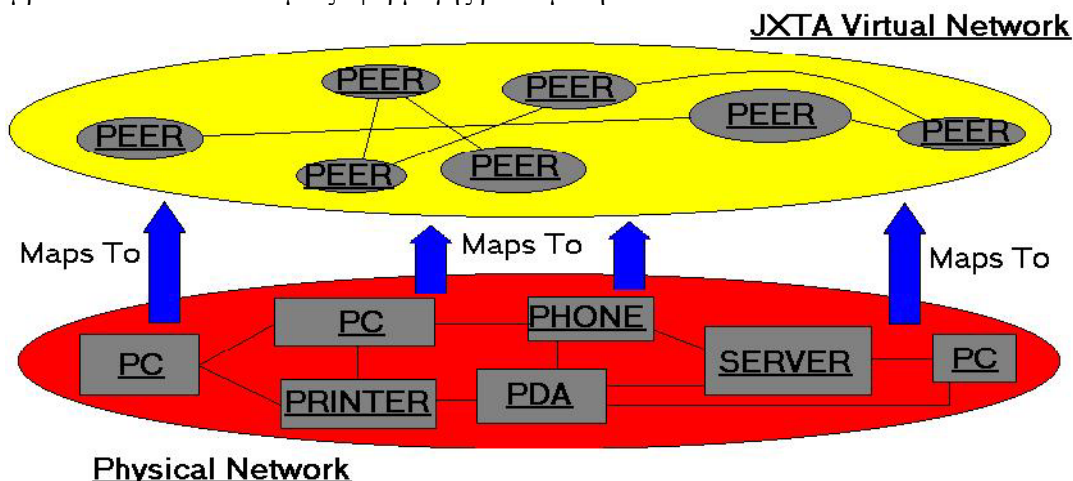 JXTA Virtual Network
PEER
PEER
PEER
PEER
PEER
PEER
PEER
Maps To
Maps To
Maps To
PC
PC
PHONE
SERVER
PC
PRINTER
PDA
Physical Network